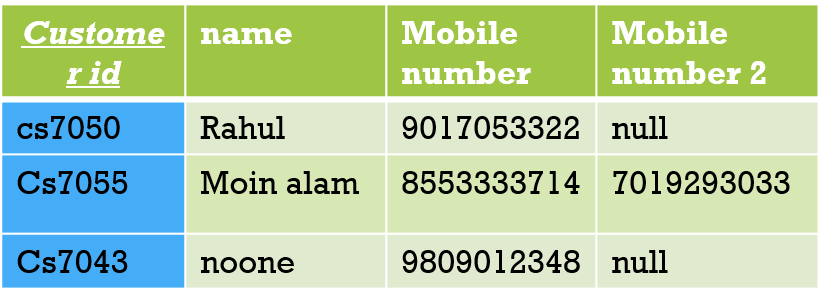 Custome name Mobile Mobile
r id number number 2
cs7050 Rahul 9017053322 null
Cs7055 Moin alam 8553333714 7019293033
Cs7043 noone 9809012348 null